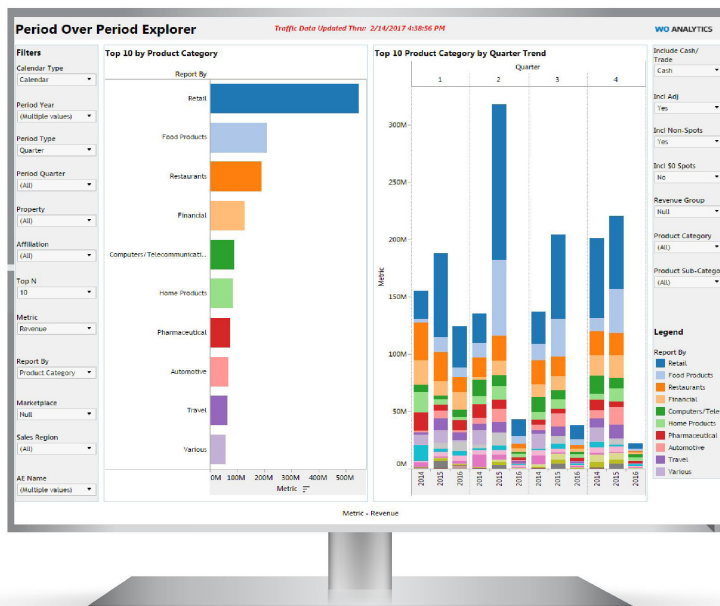 Period Over Period Explorer
Traffic Data Updated Thru: 2/14/2017 4:38:56 PM
WO ANALYTICS
Filters
Calendar Type
Calendar
Period Year
(Multiple values)
Period Type
Quarter
Period Quarter
(All)
Property
(All)
Affiliation
(All)
Top N
10
Metric
Revenue
Report By
Product Category
Marketplace
Null
Sales Region
(All)
AE Name
(Multiple values)
Top 10 by Product Category
Report By
Retail
Food Products
Restaurants
Financial
Computers/Telecommunicati...
Home Products
Pharmaceutical
Automotive
Travel
Various
0M 100M 200M 300M 400M 500M
Metric
Top 10 Product Category by Quarter Trend
Quarter
1 2 3 4
300M
250M
200M
150M
100M
50M
0M
Metric
2014 2015 2016 2014 2015 2016 2014 2015 2016 2014 2015 2016
Metric - Revenue
Include Cash/
Trade
Cash
Incl Adj
Yes
Incl Non-Spots
Yes
Incl $0 Spots
No
Revenue Group
Null
Product Category
(All)
Product Sub-Catego
(All)
Legend
Report By
Retail
Food Products
Restaurants
Financial
Computers/Tele
Home Products
Pharmaceutical
Automotive
Travel
Various